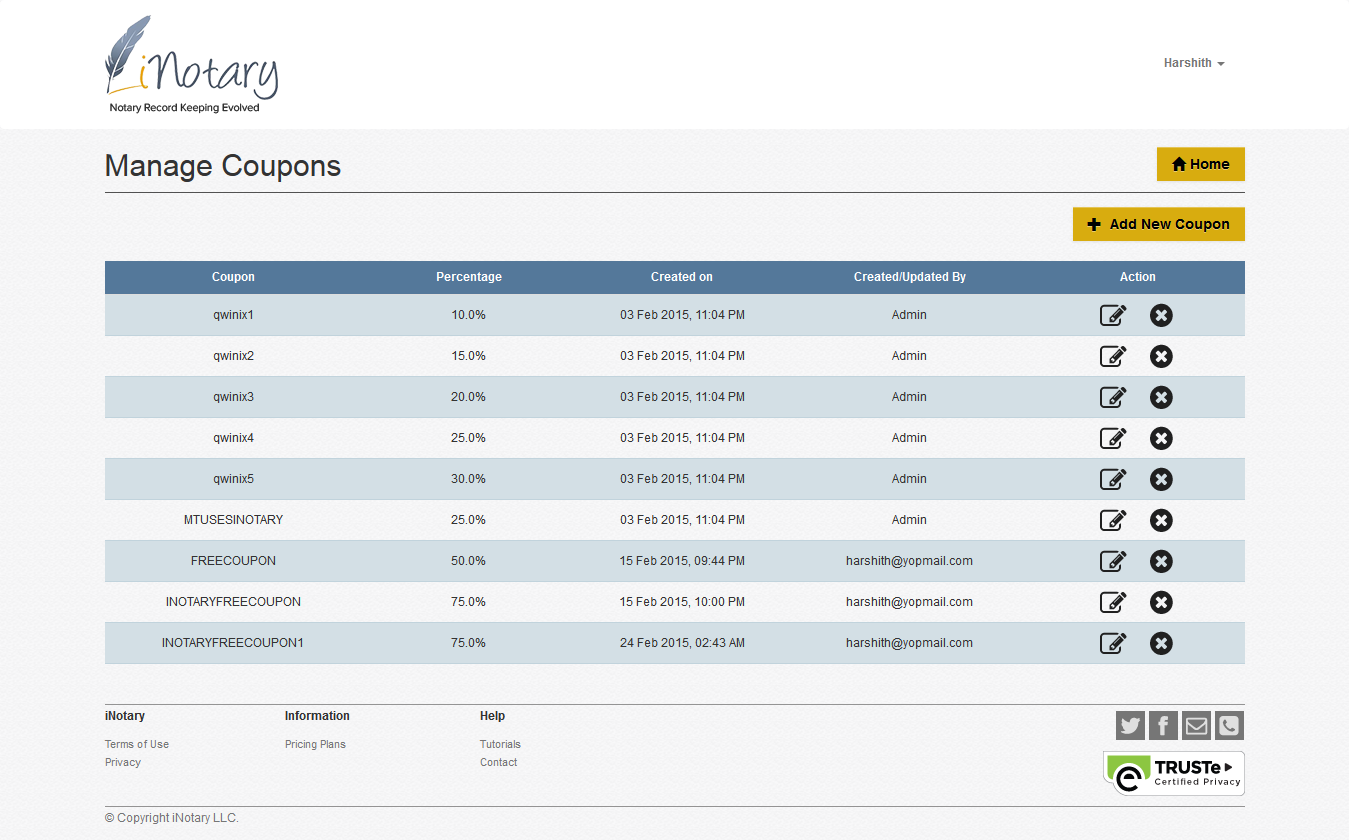 iNotary
Notary Record Keeping Evolved
Harshith
Manage Coupons
Home
Add New Coupon
Coupon Percentage Created on Created/Updated By Action
qwinix1 10.0% 03 Feb 2015, 11:04 PM Admin
qwinix2 15.0% 03 Feb 2015, 11:04 PM Admin
qwinix3 20.0% 03 Feb 2015, 11:04 PM Admin
qwinix4 25.0% 03 Feb 2015, 11:04 PM Admin
qwinix5 30.0% 03 Feb 2015, 11:04 PM Admin
MTUSESINOTARY 25.0% 03 Feb 2015, 11:04 PM Admin
FREECOUPON 50.0% 15 Feb 2015, 09:44 PM harshith@yopmail.com
INOTARYFREECOUPON 75.0% 15 Feb 2015, 10:00 PM harshith@yopmail.com
INOTARYFREECOUPON1 75.0% 24 Feb 2015, 02:43 AM harshith@yopmail.com
iNotary Information Help
Terms of Use Pricing Plans Tutorials
Privacy Contact
TRUSTe
Certified Privacy
© Copyright iNotary LLC.